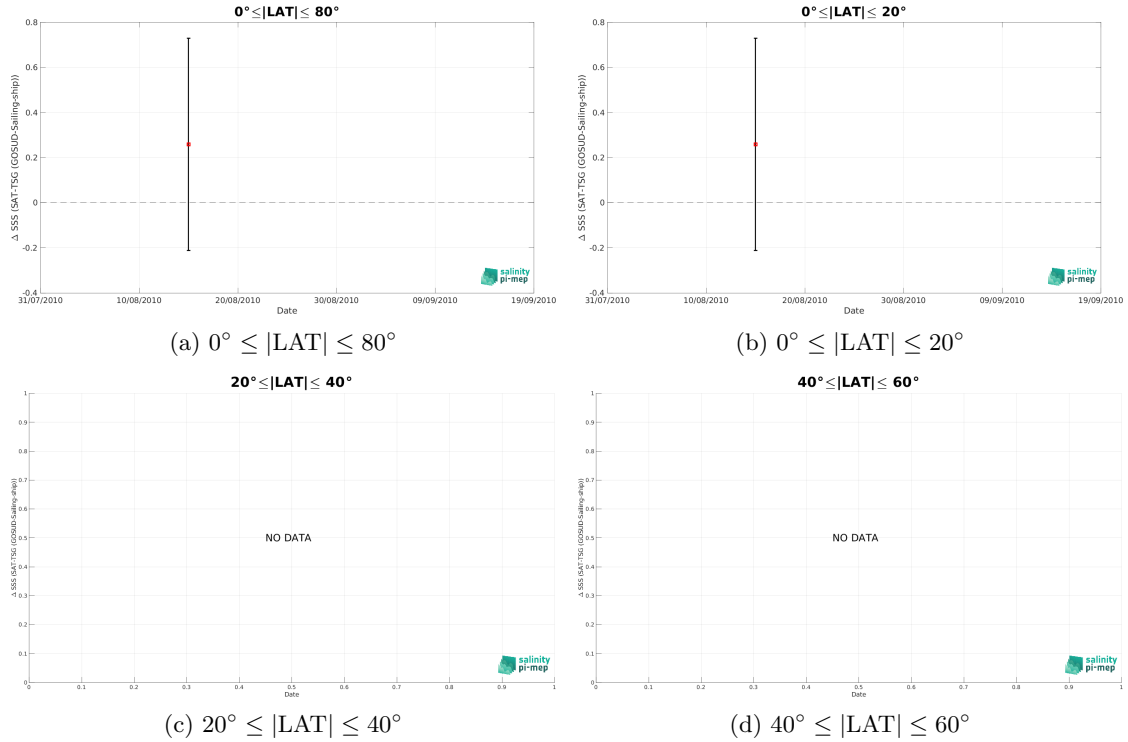 0°≤|LAT|≤ 80°
0.8
0.6
0.4
0.2
0
-0.2
-0.4
Δ SSS (SAT-TSG (GOSUD-Sailing-ship))
31/07/2010 10/08/2010 20/08/2010 30/08/2010 09/09/2010 19/09/2010
Date
salinity
pi-mep
(a) 0° ≤ |LAT| ≤ 80°
0°≤|LAT|≤ 20°
0.8
0.6
0.4
0.2
0
-0.2
-0.4
Δ SSS (SAT-TSG (GOSUD-Sailing-ship))
31/07/2010 10/08/2010 20/08/2010 30/08/2010 09/09/2010 19/09/2010
Date
salinity
pi-mep
(b) 0° ≤ |LAT| ≤ 20°
20°≤|LAT|≤ 40°
1
0.9
0.8
0.7
0.6
0.5
0.4
0.3
0.2
0.1
0
Δ SSS (SAT-TSG (GOSUD-Sailing-ship))
NO DATA
0 0.1 0.2 0.3 0.4 0.5 0.6 0.7 0.8 0.9 1
Date
salinity
pi-mep
(c) 20° ≤ |LAT| ≤ 40°
40°≤|LAT|≤ 60°
1
0.9
0.8
0.7
0.6
0.5
0.4
0.3
0.2
0.1
0
Δ SSS (SAT-TSG (GOSUD-Sailing-ship))
NO DATA
0 0.1 0.2 0.3 0.4 0.5 0.6 0.7 0.8 0.9 1
Date
salinity
pi-mep
(d) 40° ≤ |LAT| ≤ 60°